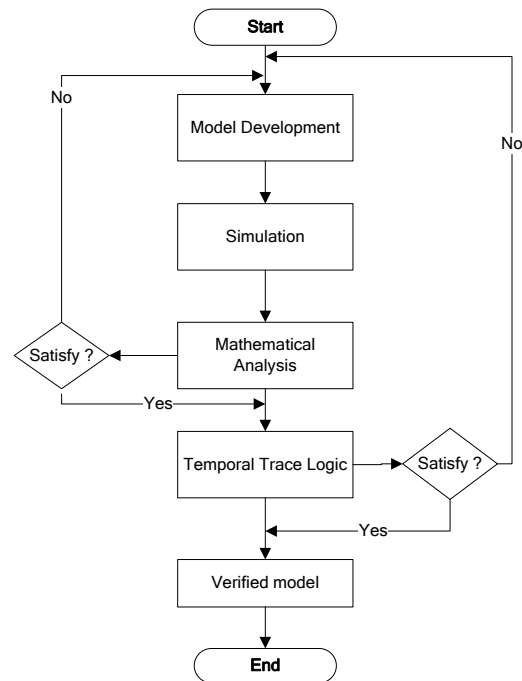 Start
No
Model Development
No
Simulation
Satisfy ?
Mathematical
Analysis
Yes
Temporal Trace Logic
Satisfy ?
Yes
Verified model
End